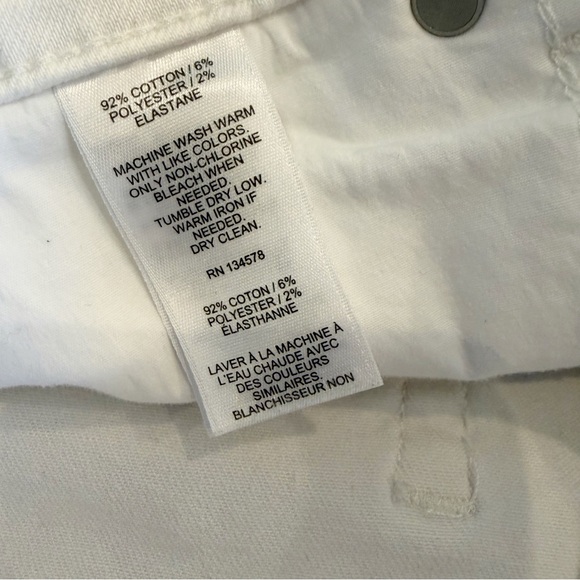 92% COTTON / 6%
POLYESTER / 2%
ELASTANE
MACHINE WASH WARM
WITH LIKE COLORS.
ONLY NON-CHLORINE
BLEACH WHEN
NEEDED.
TUMBLE DRY LOW.
WARM IRON IF
NEEDED.
DRY CLEAN.
RN 134578
92% COTON / 6%
POLYESTER / 2%
ÉLASTHANNE
LAVER À LA MACHINE À
L'EAU CHAUDE AVEC
DES COULEURS
SIMILAIRES.
BLANCHISSEUR NON